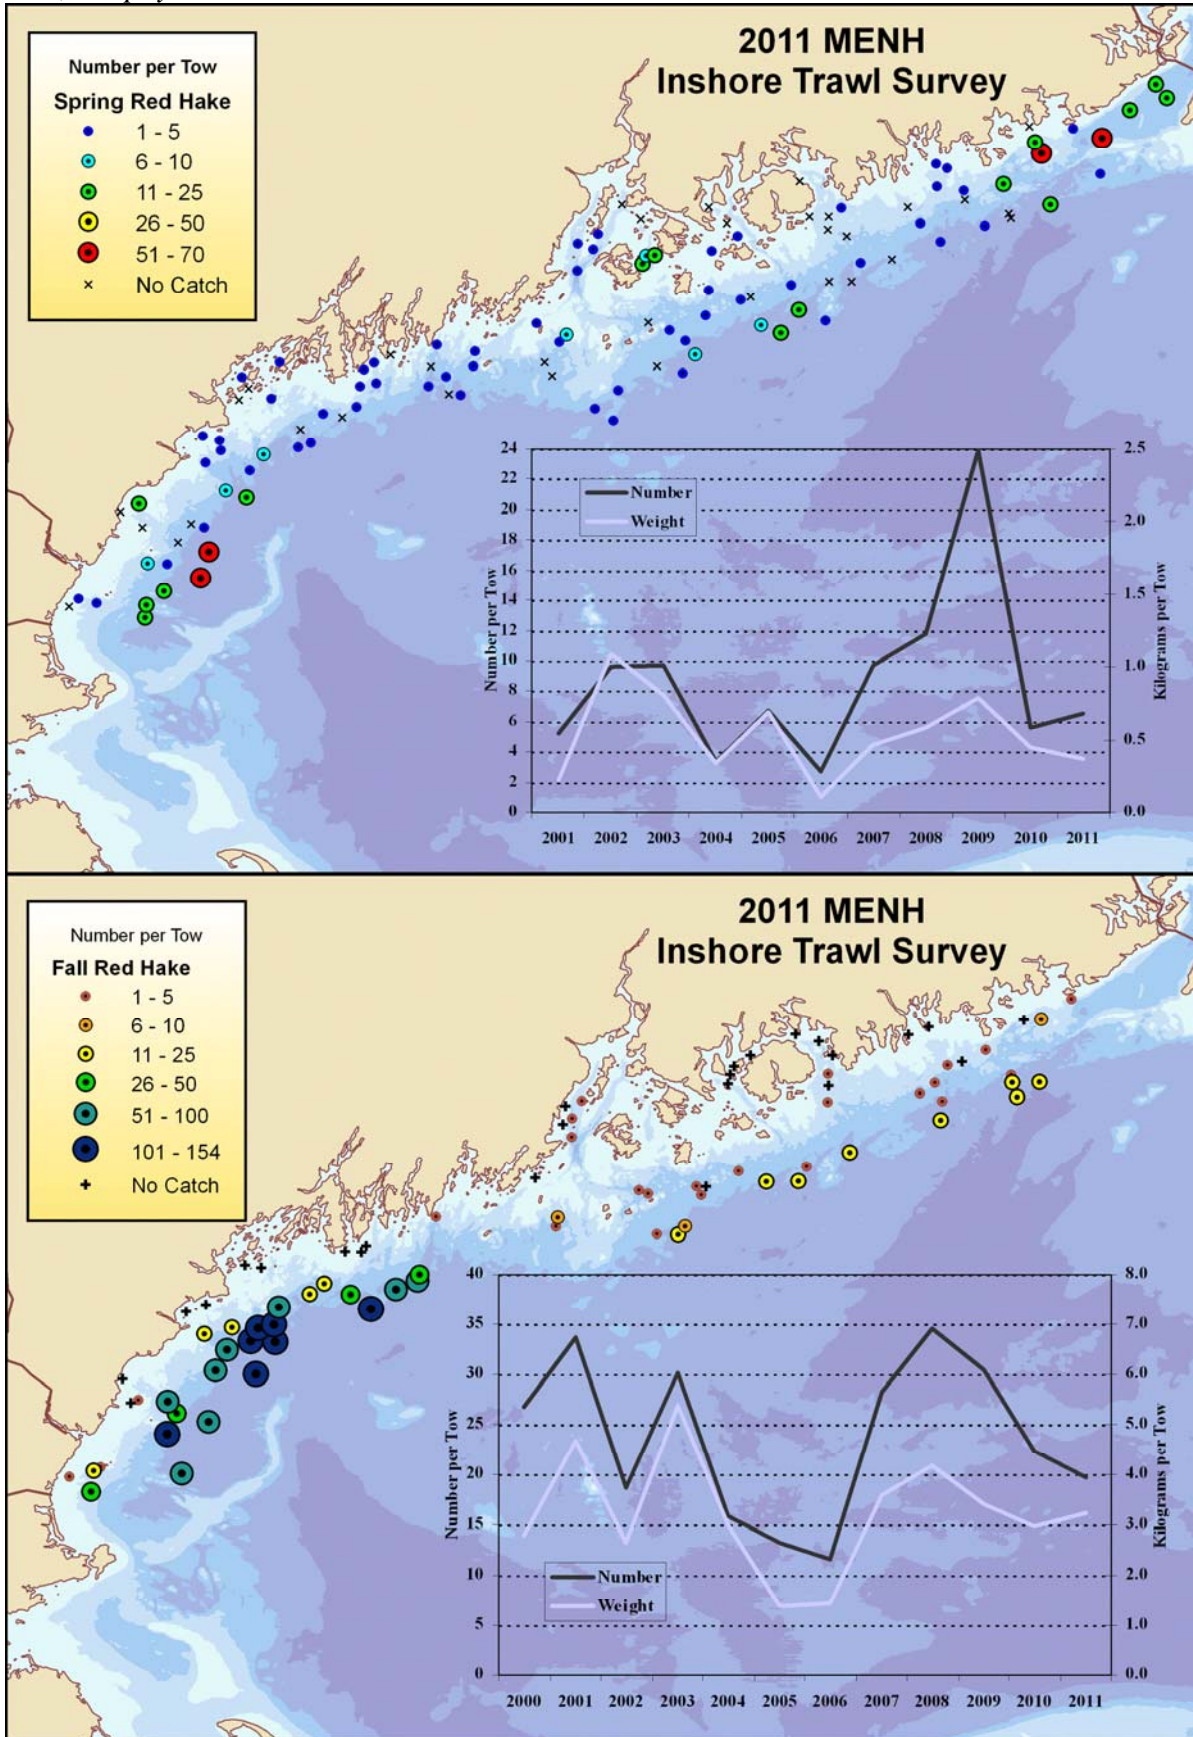 2011 MENH
Inshore Trawl Survey
Number per Tow
Spring Red Hake
1 - 5
6 - 10
11 - 25
26 - 50
51 - 70
No Catch
24
22
20
18
16
14
12
10
8
6
4
2
0
Number per Tow
Number
Weight
2.5
2.0
1.5
1.0
0.5
0.0
Kilograms per Tow
2001 2002 2003 2004 2005 2006 2007 2008 2009 2010 2011
2011 MENH
Inshore Trawl Survey
Number per Tow
Fall Red Hake
1 - 5
6 - 10
11 - 25
26 - 50
51 - 100
101 - 154
No Catch
40
35
30
25
20
15
10
5
0
Number per Tow
Number
Weight
8.0
7.0
6.0
5.0
4.0
3.0
2.0
1.0
0.0
Kilograms per Tow
2000 2001 2002 2003 2004 2005 2006 2007 2008 2009 2010 2011